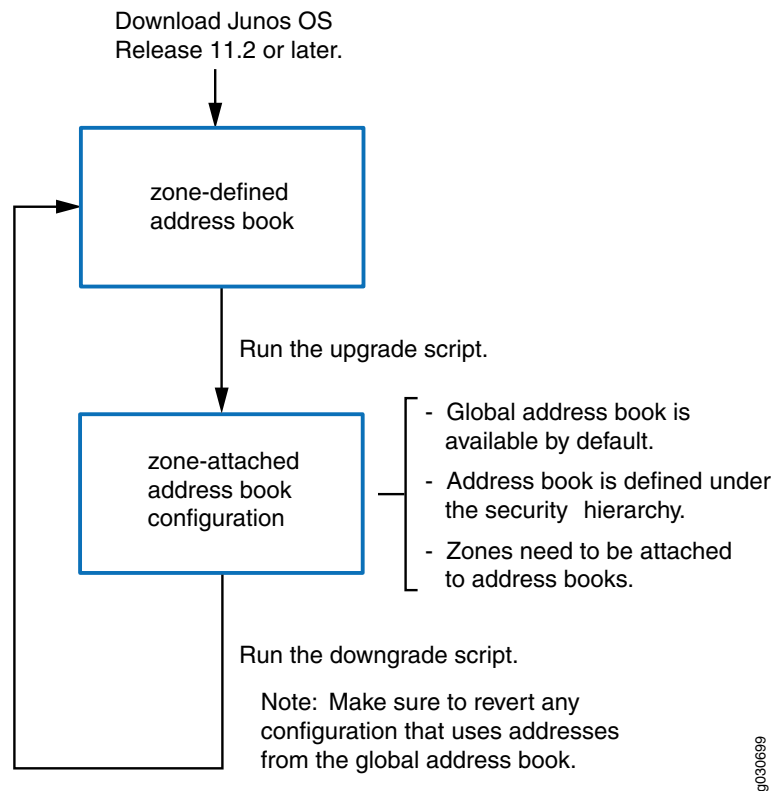 Download Junos OS
Release 11.2 or later.
zone-defined
address book
Run the upgrade script.
zone-attached
address book
configuration
- Global address book is
available by default.
- Address book is defined under
the security hierarchy.
- Zones need to be attached
to address books.
Run the downgrade script.
Note: Make sure to revert any
configuration that uses addresses
from the global address book.
g030699